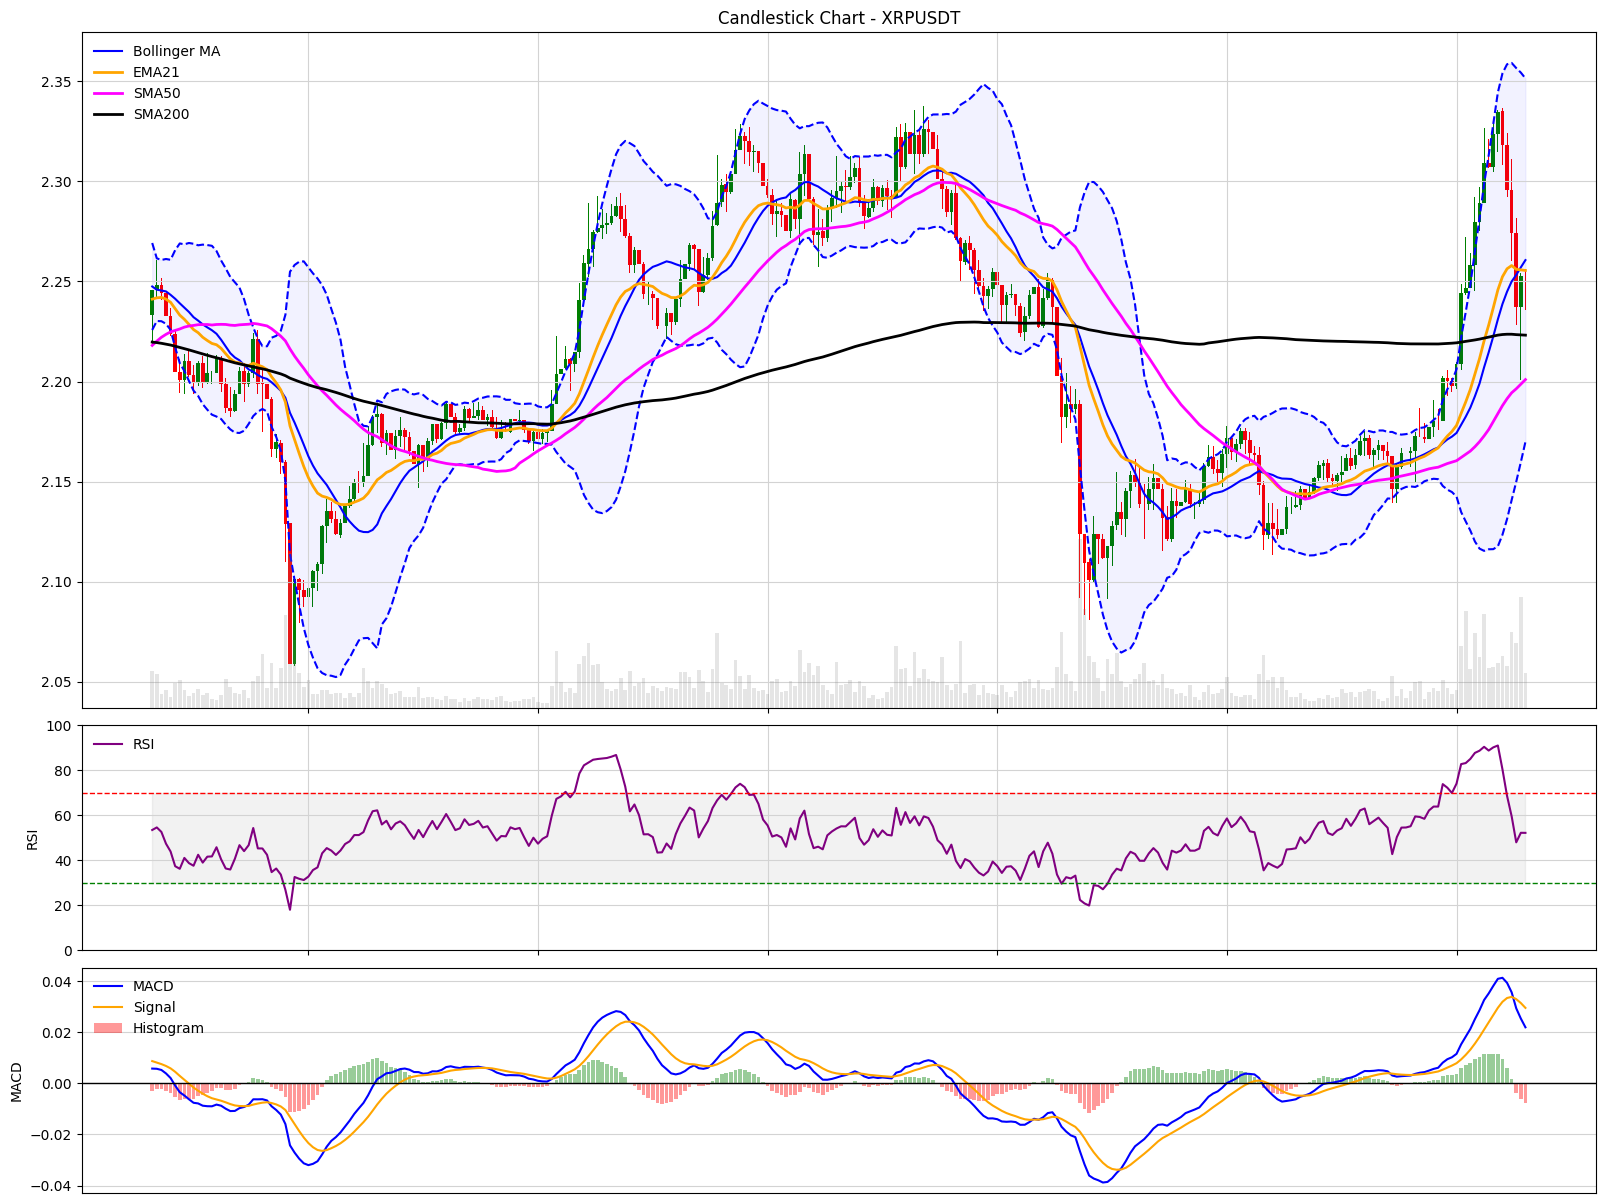 Candlestick Chart - XRPUSDT
Bollinger MA
EMA21
SMA50
SMA200
2.35
2.30
2.25
2.20
2.15
2.10
2.05
RSI
100
80
60
40
20
0
RSI
MACD
Signal
Histogram
0.04
0.02
0.00
−0.02
−0.04
MACD